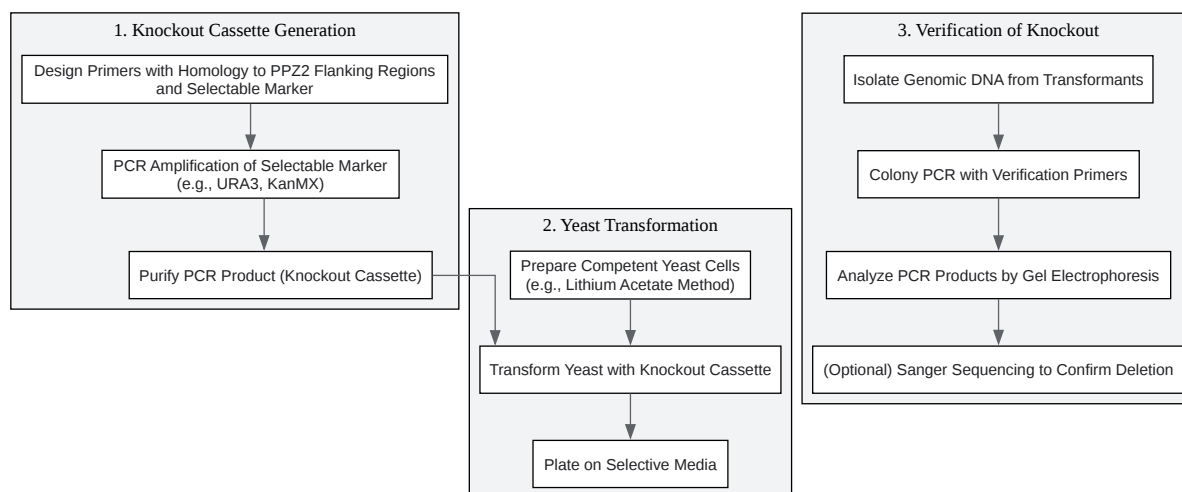 1. Knockout Cassette Generation
Design Primers with Homology to PPZ2 Flanking Regions
and Selectable Marker
PCR Amplification of Selectable Marker
(e.g., URA3, KanMX)
Purify PCR Product (Knockout Cassette)
2. Yeast Transformation
Prepare Competent Yeast Cells
(e.g., Lithium Acetate Method)
Transform Yeast with Knockout Cassette
Plate on Selective Media
3. Verification of Knockout
Isolate Genomic DNA from Transformants
Colony PCR with Verification Primers
Analyze PCR Products by Gel Electrophoresis
(Optional) Sanger Sequencing to Confirm Deletion